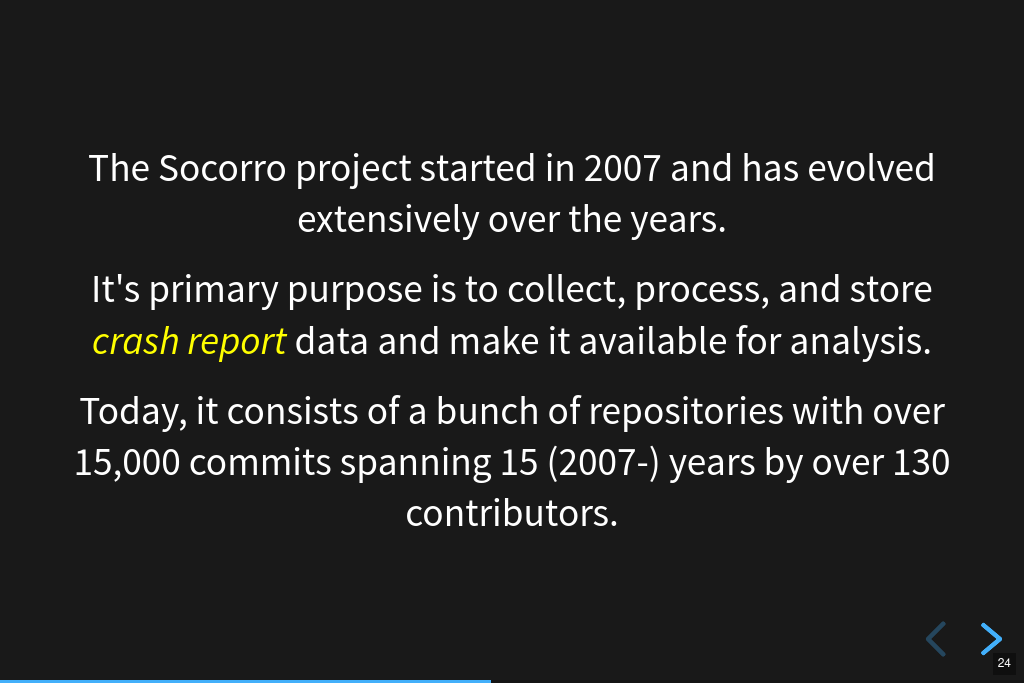 The Socorro project started in 2007 and has evolved
extensively over the years.
It's primary purpose is to collect, process, and store
crash report data and make it available for analysis.
Today, it consists of a bunch of repositories with over
15,000 commits spanning 15 (2007-) years by over 130
contributors.
24